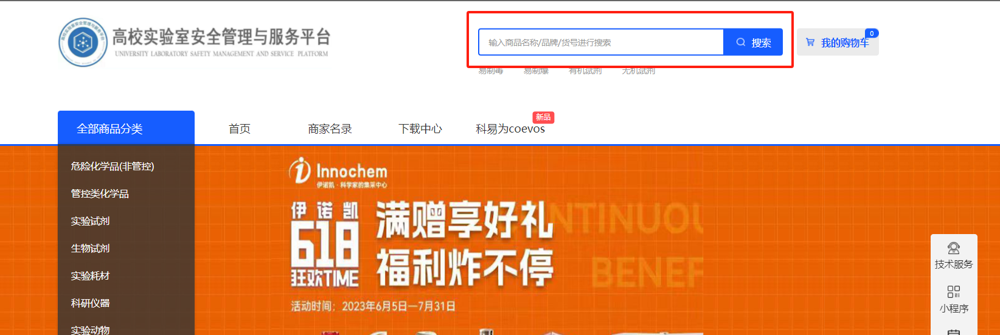 高校实验室安全管理与服务平台
UNIVERSITY LABORATORY SAFETY MANAGEMENT AND SERVICE PLATFORM
输入商品名称/品牌/货号进行搜索
搜索
我的购物车
0
易制毒 易制爆 有机试剂 无机试剂
全部商品分类
首页
商家名录
下载中心
科易为coevos
新品
危险化学品(非管控)
管控类化学品
实验试剂
生物试剂
实验耗材
科研仪器
实验动物
Innochem
伊诺凯·科学家的集采中心
伊诺凯
618
狂欢TIME
满赠享好礼
福利炸不停
NTINUOU
BENEF
活动时间：2023年6月5日—7月31日
技术服务
小程序